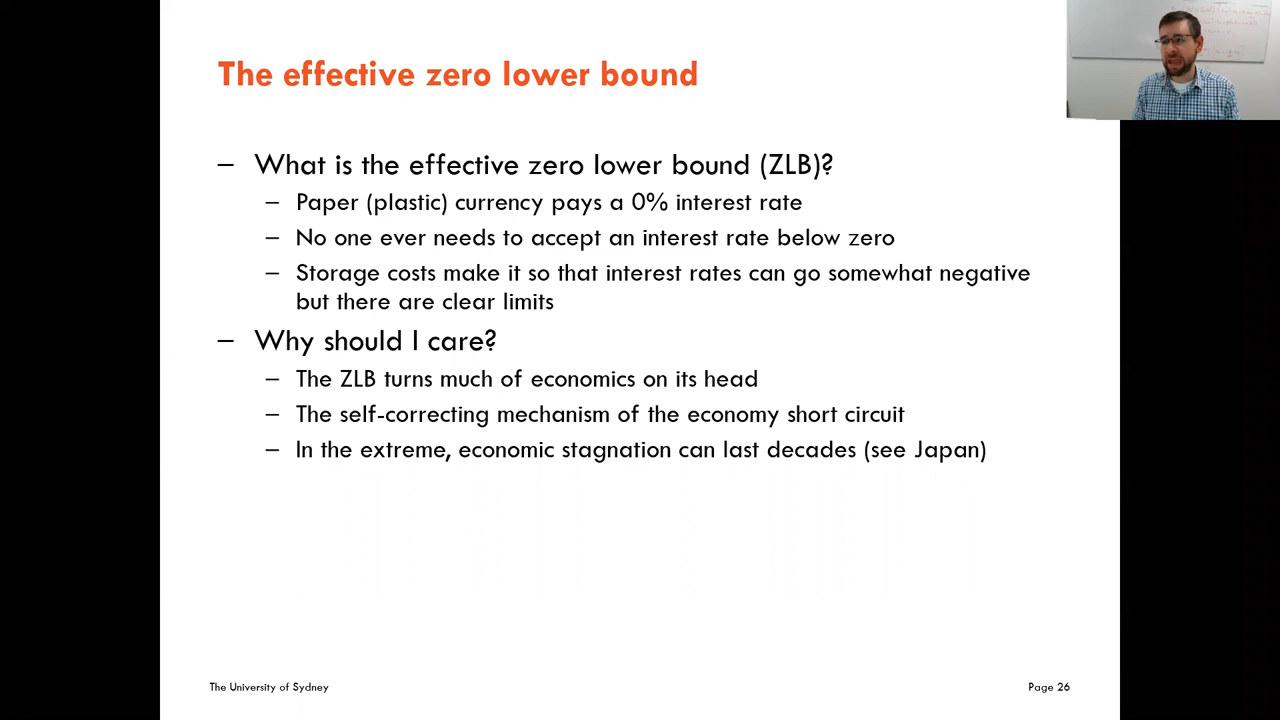 The effective zero lower bound
– What is the effective zero lower bound (ZLB)?
– Paper (plastic) currency pays a 0% interest rate
– No one ever needs to accept an interest rate below zero
– Storage costs make it so that interest rates can go somewhat negative
but there are clear limits
– Why should I care?
– The ZLB turns much of economics on its head
– The self-correcting mechanism of the economy short circuit
– In the extreme, economic stagnation can last decades (see Japan)
The University of Sydney
Page 26